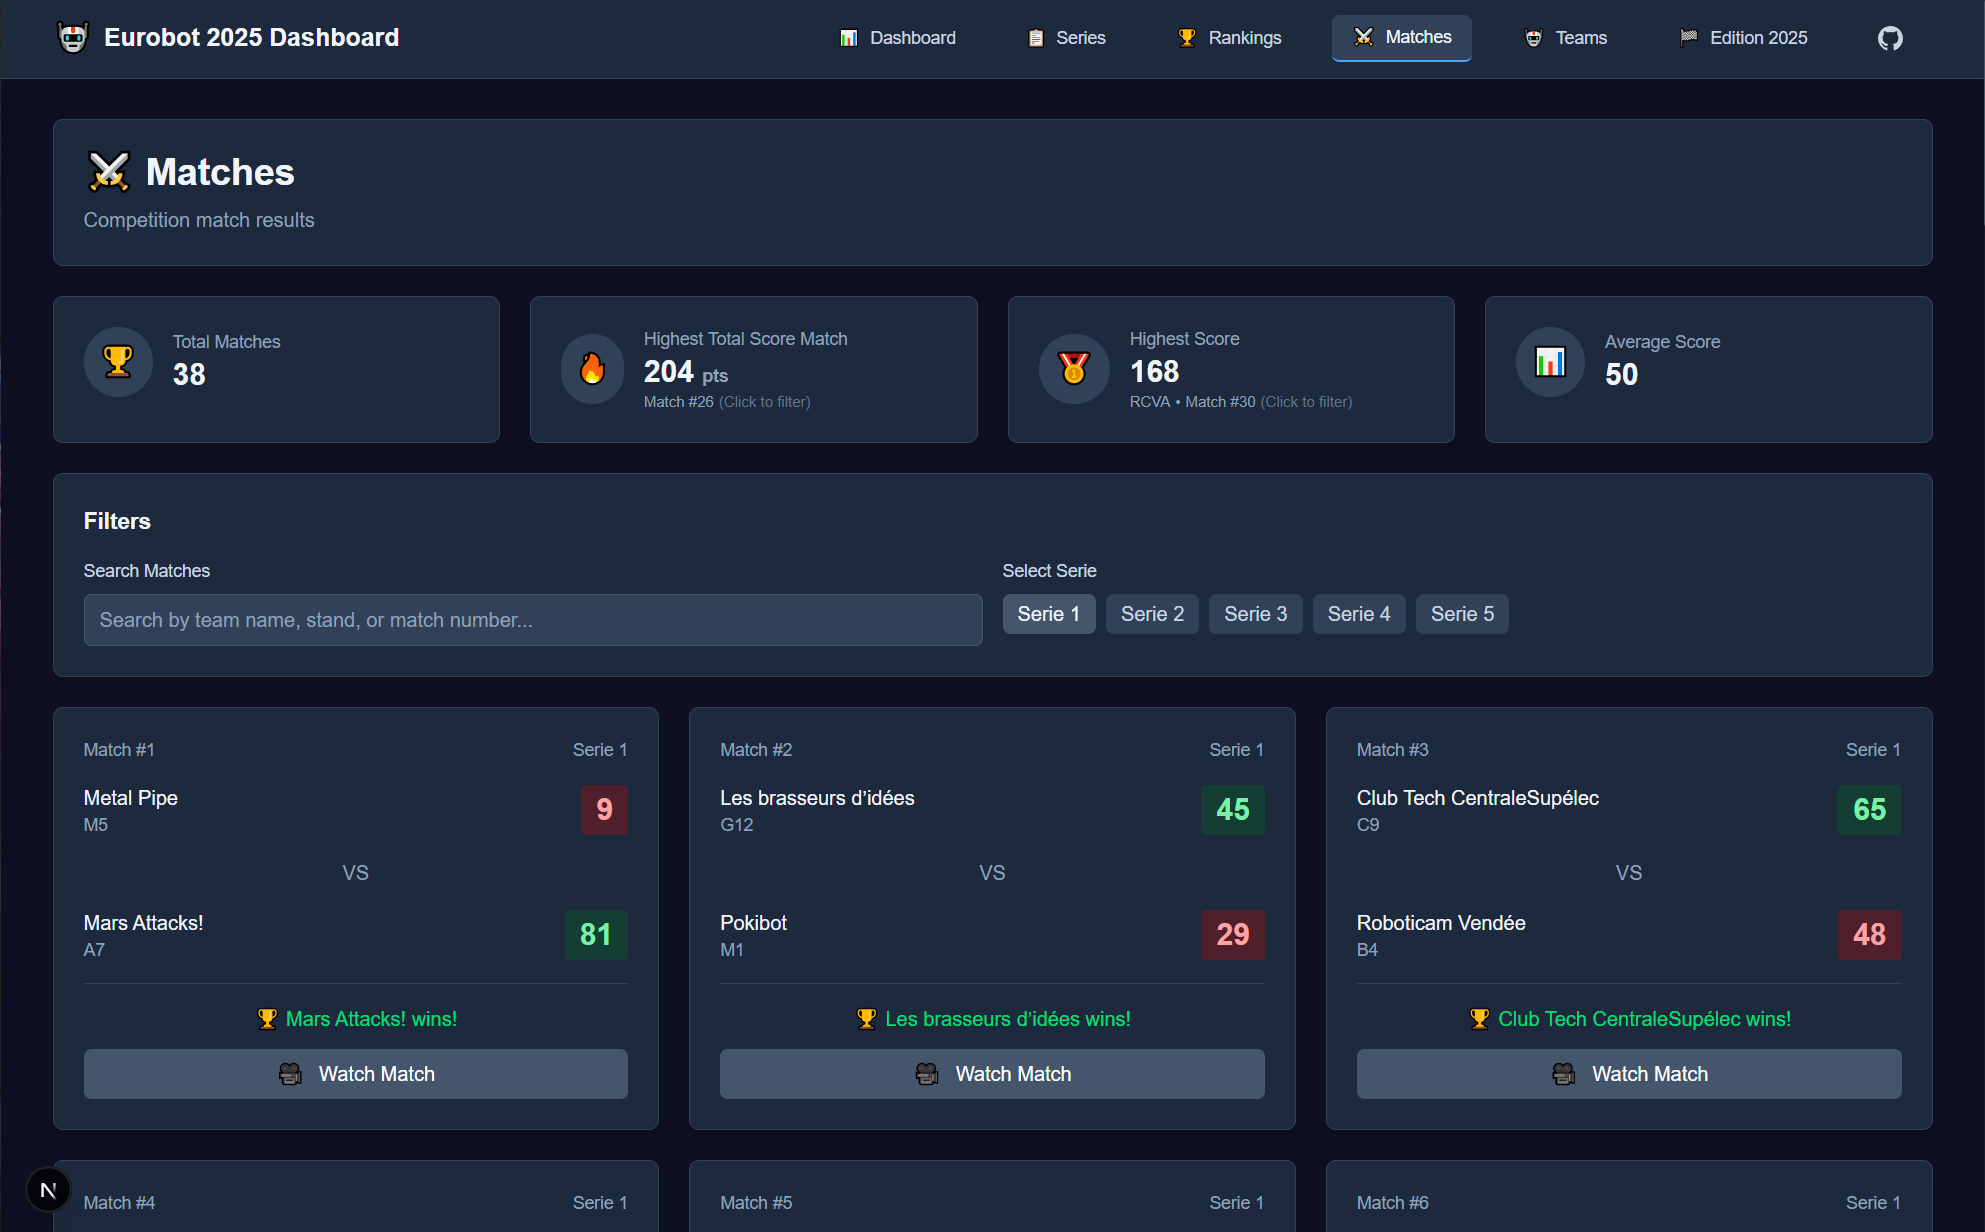 Eurobot 2025 Dashboard
Dashboard
Series
Rankings
Matches
Teams
Edition 2025
Matches
Competition match results
Total Matches
38
Highest Total Score Match
204 pts
Match #26 (Click to filter)
Highest Score
168
RCVA • Match #30 (Click to filter)
Average Score
50
Filters
Search Matches
Search by team name, stand, or match number...
Select Serie
Serie 1
Serie 2
Serie 3
Serie 4
Serie 5
Match #1
Serie 1
Metal Pipe
9
M5
VS
Mars Attacks!
81
A7
Mars Attacks! wins!
Watch Match
Match #2
Serie 1
Les brasseurs d’idées
45
G12
VS
Pokibot
29
M1
Les brasseurs d’idées wins!
Watch Match
Match #3
Serie 1
Club Tech CentraleSupélec
65
C9
VS
Roboticam Vendée
48
B4
Club Tech CentraleSupélec wins!
Watch Match
N
Match #4
Serie 1
Match #5
Serie 1
Match #6
Serie 1